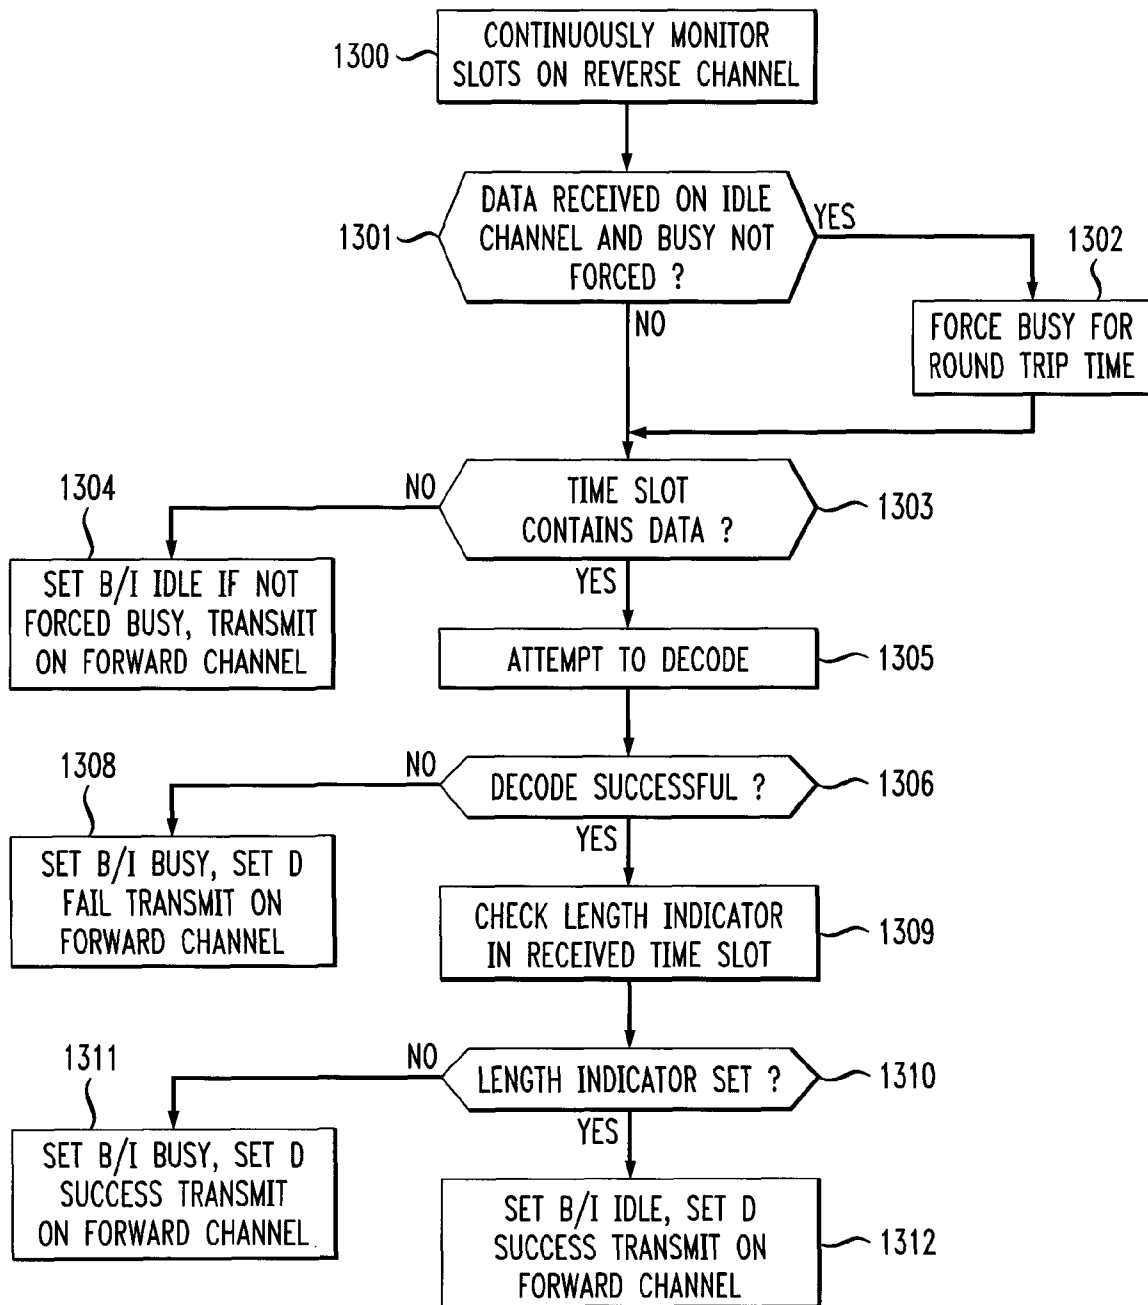 CONTINUOUSLY MONITOR
SLOTS ON REVERSE CHANNEL
1300
DATA RECEIVED ON IDLE
CHANNEL AND BUSY NOT
FORCED ?
1301
YES
NO
1302
FORCE BUSY FOR
ROUND TRIP TIME
TIME SLOT
CONTAINS DATA ?
1303
NO
YES
1304
SET B/I IDLE IF NOT
FORCED BUSY, TRANSMIT
ON FORWARD CHANNEL
ATTEMPT TO DECODE
1305
DECODE SUCCESSFUL ?
1306
NO
YES
1308
SET B/I BUSY, SET D
FAIL TRANSMIT ON
FORWARD CHANNEL
CHECK LENGTH INDICATOR
IN RECEIVED TIME SLOT
1309
LENGTH INDICATOR SET ?
1310
NO
YES
1311
SET B/I BUSY, SET D
SUCCESS TRANSMIT
ON FORWARD CHANNEL
SET B/I IDLE, SET D
SUCCESS TRANSMIT ON
FORWARD CHANNEL
1312